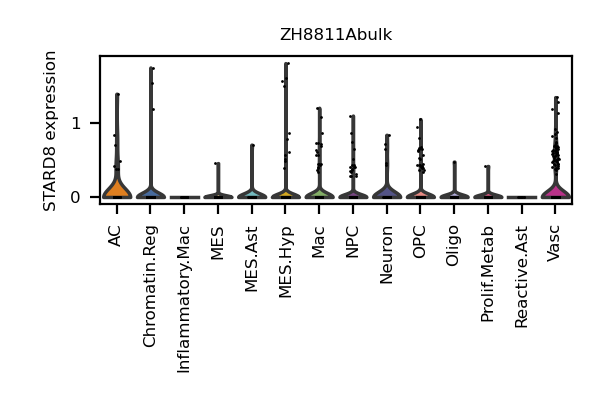 ZH8811Abulk
STARD8 expression
1
0
AC
Chromatin.Reg
Inflammatory.Mac
MES
MES.Ast
MES.Hyp
Mac
NPC
Neuron
OPC
Oligo
Prolif.Metab
Reactive.Ast
Vasc